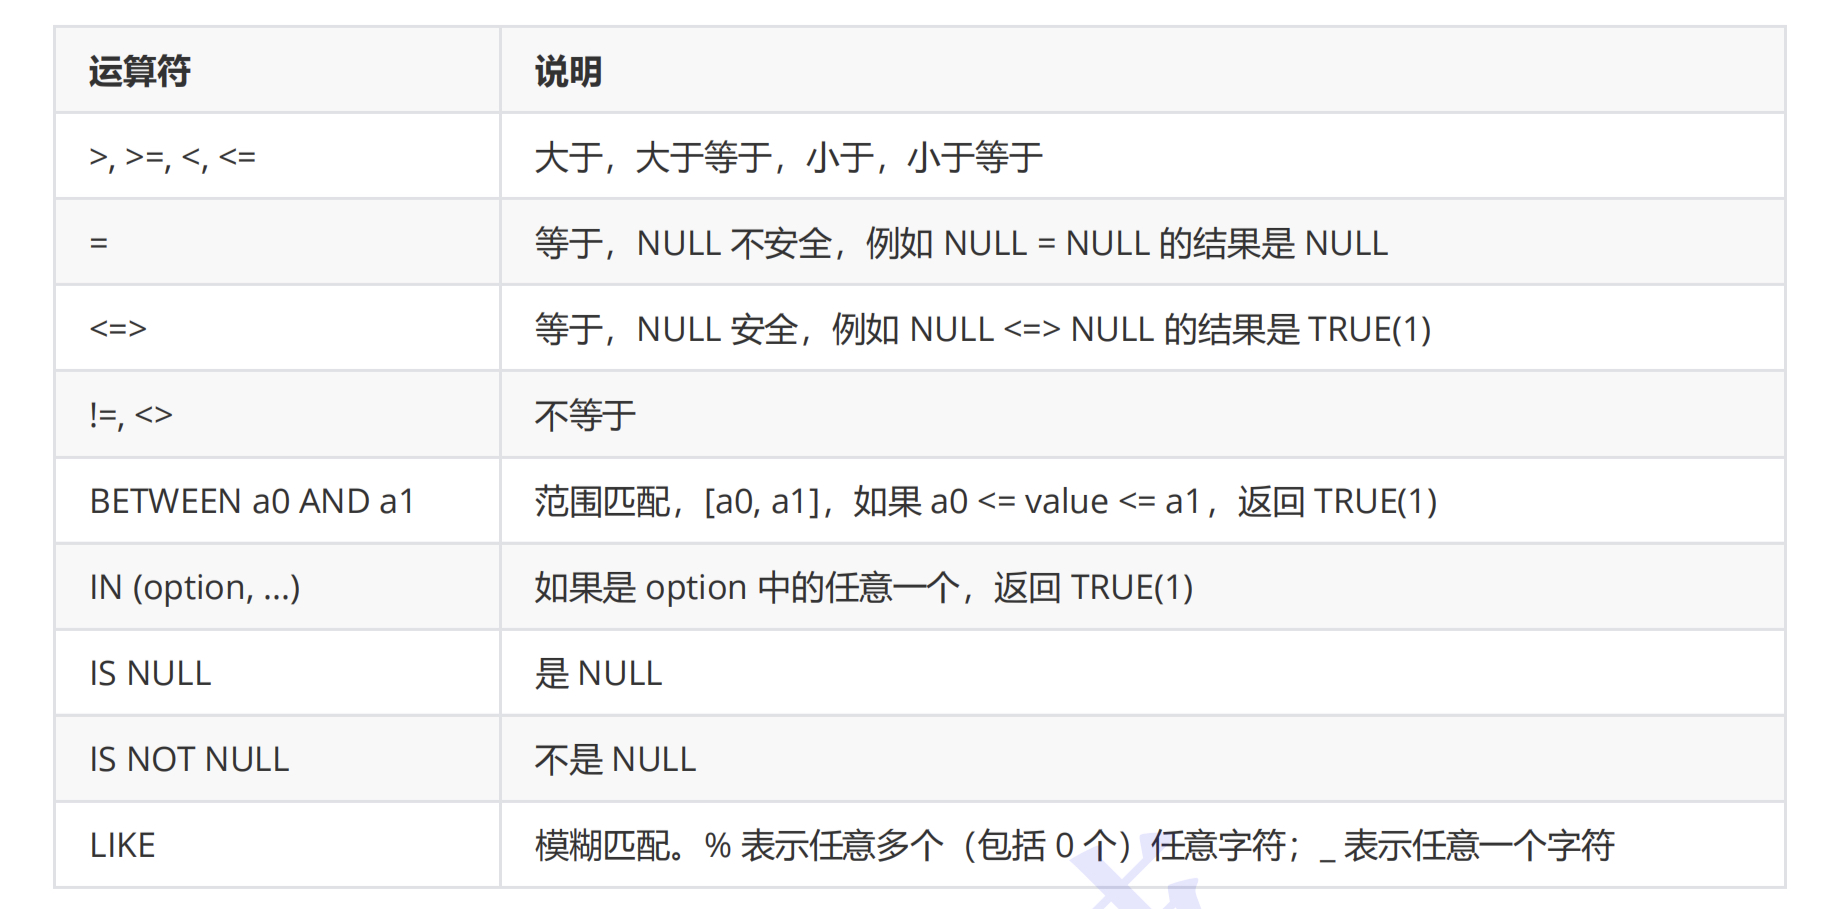 运算符 说明
>, >=, <, <= 大于，大于等于，小于，小于等于
= 等于，NULL 不安全，例如 NULL = NULL 的结果是 NULL
<=> 等于，NULL 安全，例如 NULL <=> NULL 的结果是 TRUE(1)
!=, <> 不等于
BETWEEN a0 AND a1 范围匹配，[a0, a1]，如果 a0 <= value <= a1，返回 TRUE(1)
IN (option, ...) 如果是 option 中的任意一个，返回 TRUE(1)
IS NULL 是 NULL
IS NOT NULL 不是 NULL
LIKE 模糊匹配。% 表示任意多个（包括 0 个）任意字符；_ 表示任意一个字符